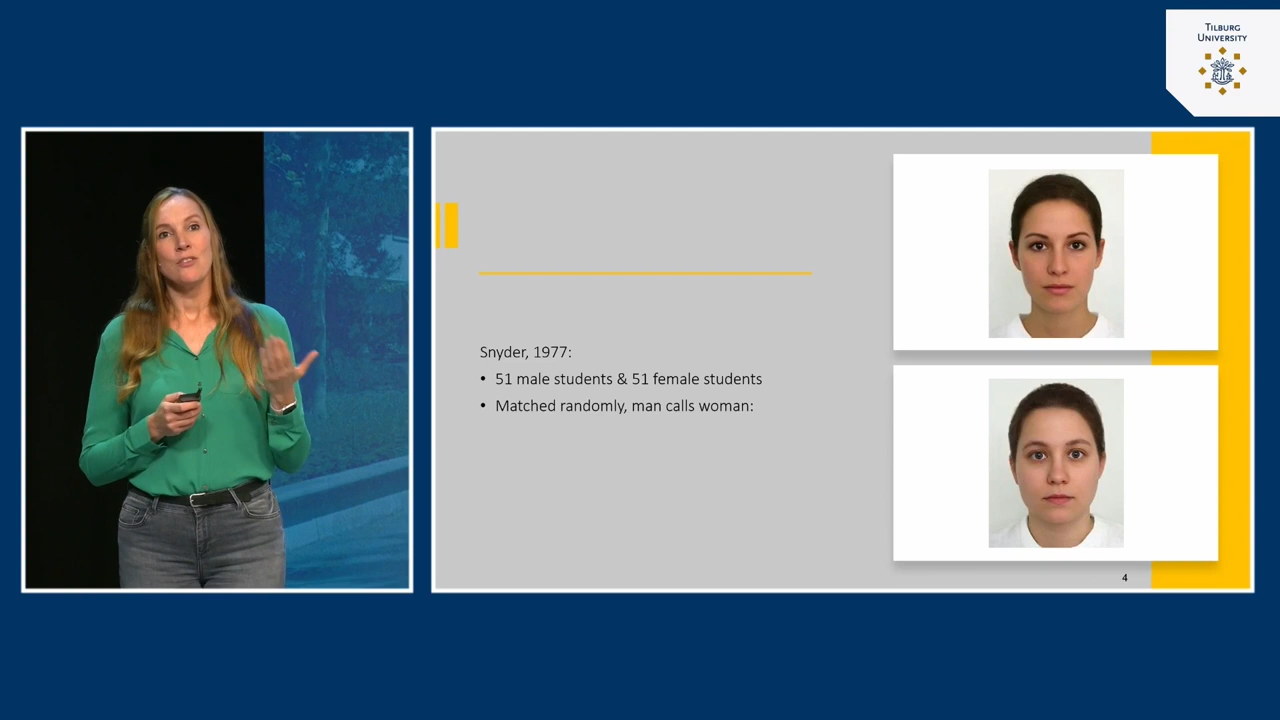 TILBURG
UNIVERSITY
Snyder, 1977:
• 51 male students & 51 female students
• Matched randomly, man calls woman:
4